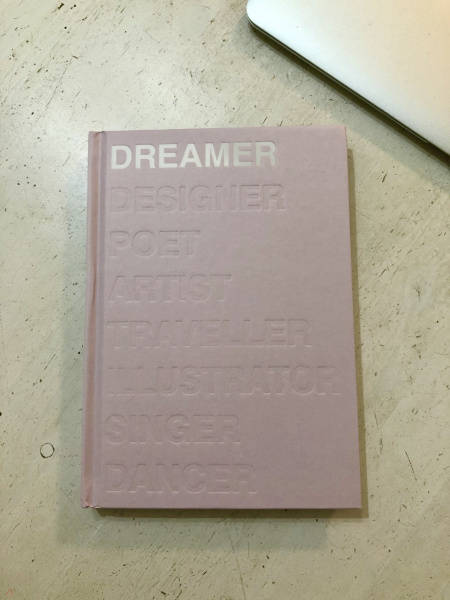 DREAMER
DESIGNER
POET
ARTIST
TRAVELLER
ILLUSTRATOR
SINGER
DANCER